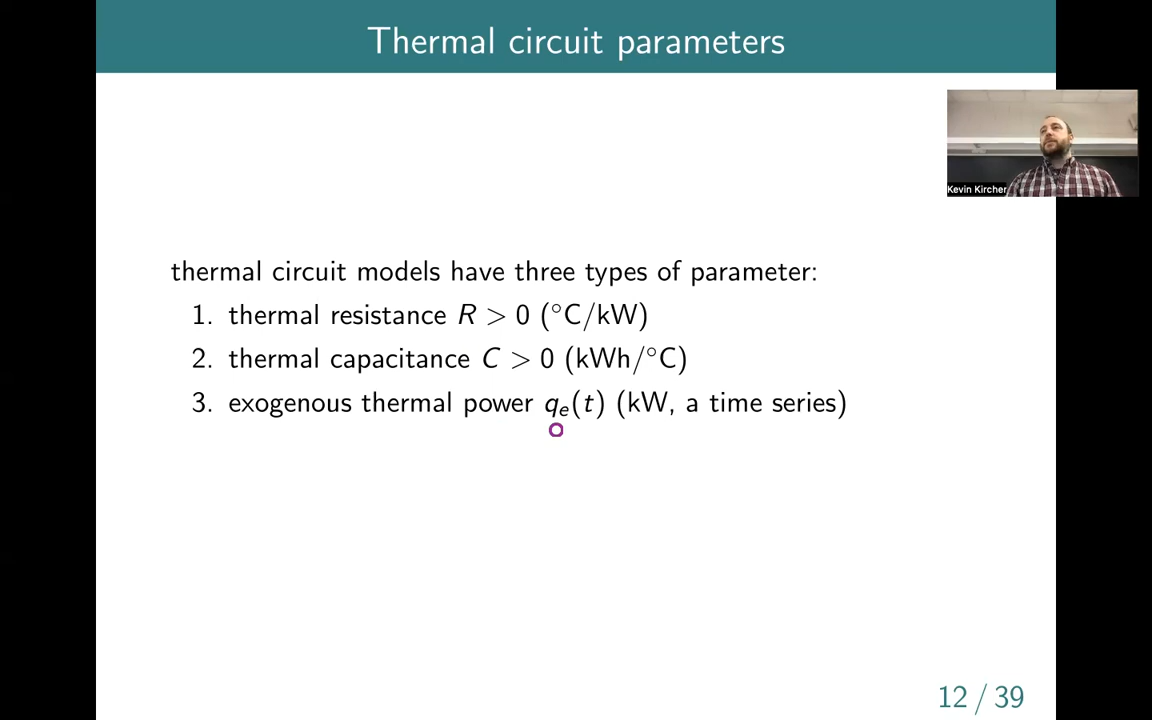 Thermal circuit parameters
Kevin Kircher
thermal circuit models have three types of parameter:
1. thermal resistance R > 0 (°C/kW)
2. thermal capacitance C > 0 (kWh/°C)
3. exogenous thermal power qₑ(t) (kW, a time series)
12 / 39